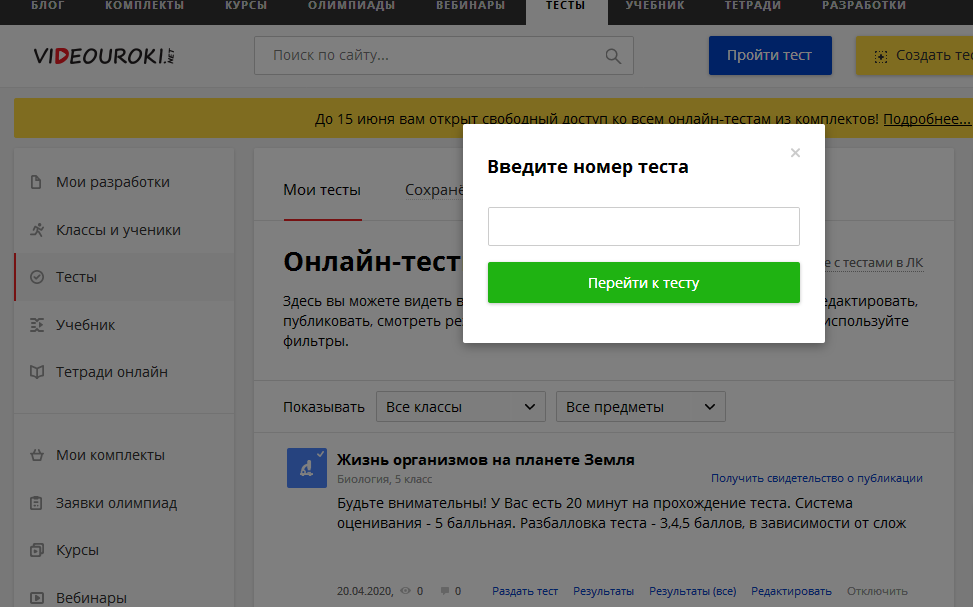 БЛОГ КОМПЛЕКТЫ КУРСЫ ОЛИМПИАДЫ ВЕБИНАРЫ ТЕСТЫ УЧЕБНИК ТЕТРАДИ РАЗРАБОТКИ
VIDEOUROKI.NET
Поиск по сайту...
Пройти тест
Создать тес
До 15 июня вам открыт свободный доступ ко всем онлайн-тестам из комплектов! Подробнее...
Мои разработки
Классы и ученики
Тесты
Учебник
Тетради онлайн
Мои комплекты
Заявки олимпиад
Курсы
Вебинары
Мои тесты
Сохранё
Введите номер теста
×
Перейти к тесту
Онлайн-тест
е с тестами в ЛК
Здесь вы можете видеть в
едактировать,
публиковать, смотреть ре
используйте
фильтры.
Показывать Все классы Все предметы
Жизнь организмов на планете Земля
Биология, 5 класс
Получить свидетельство о публикации
Будьте внимательны! У Вас есть 20 минут на прохождение теста. Система
оценивания - 5 балльная. Разбалловка теста - 3,4,5 баллов, в зависимости от слож
20.04.2020, 0 0 Раздать тест Результаты Результаты (все) Редактировать Отключить